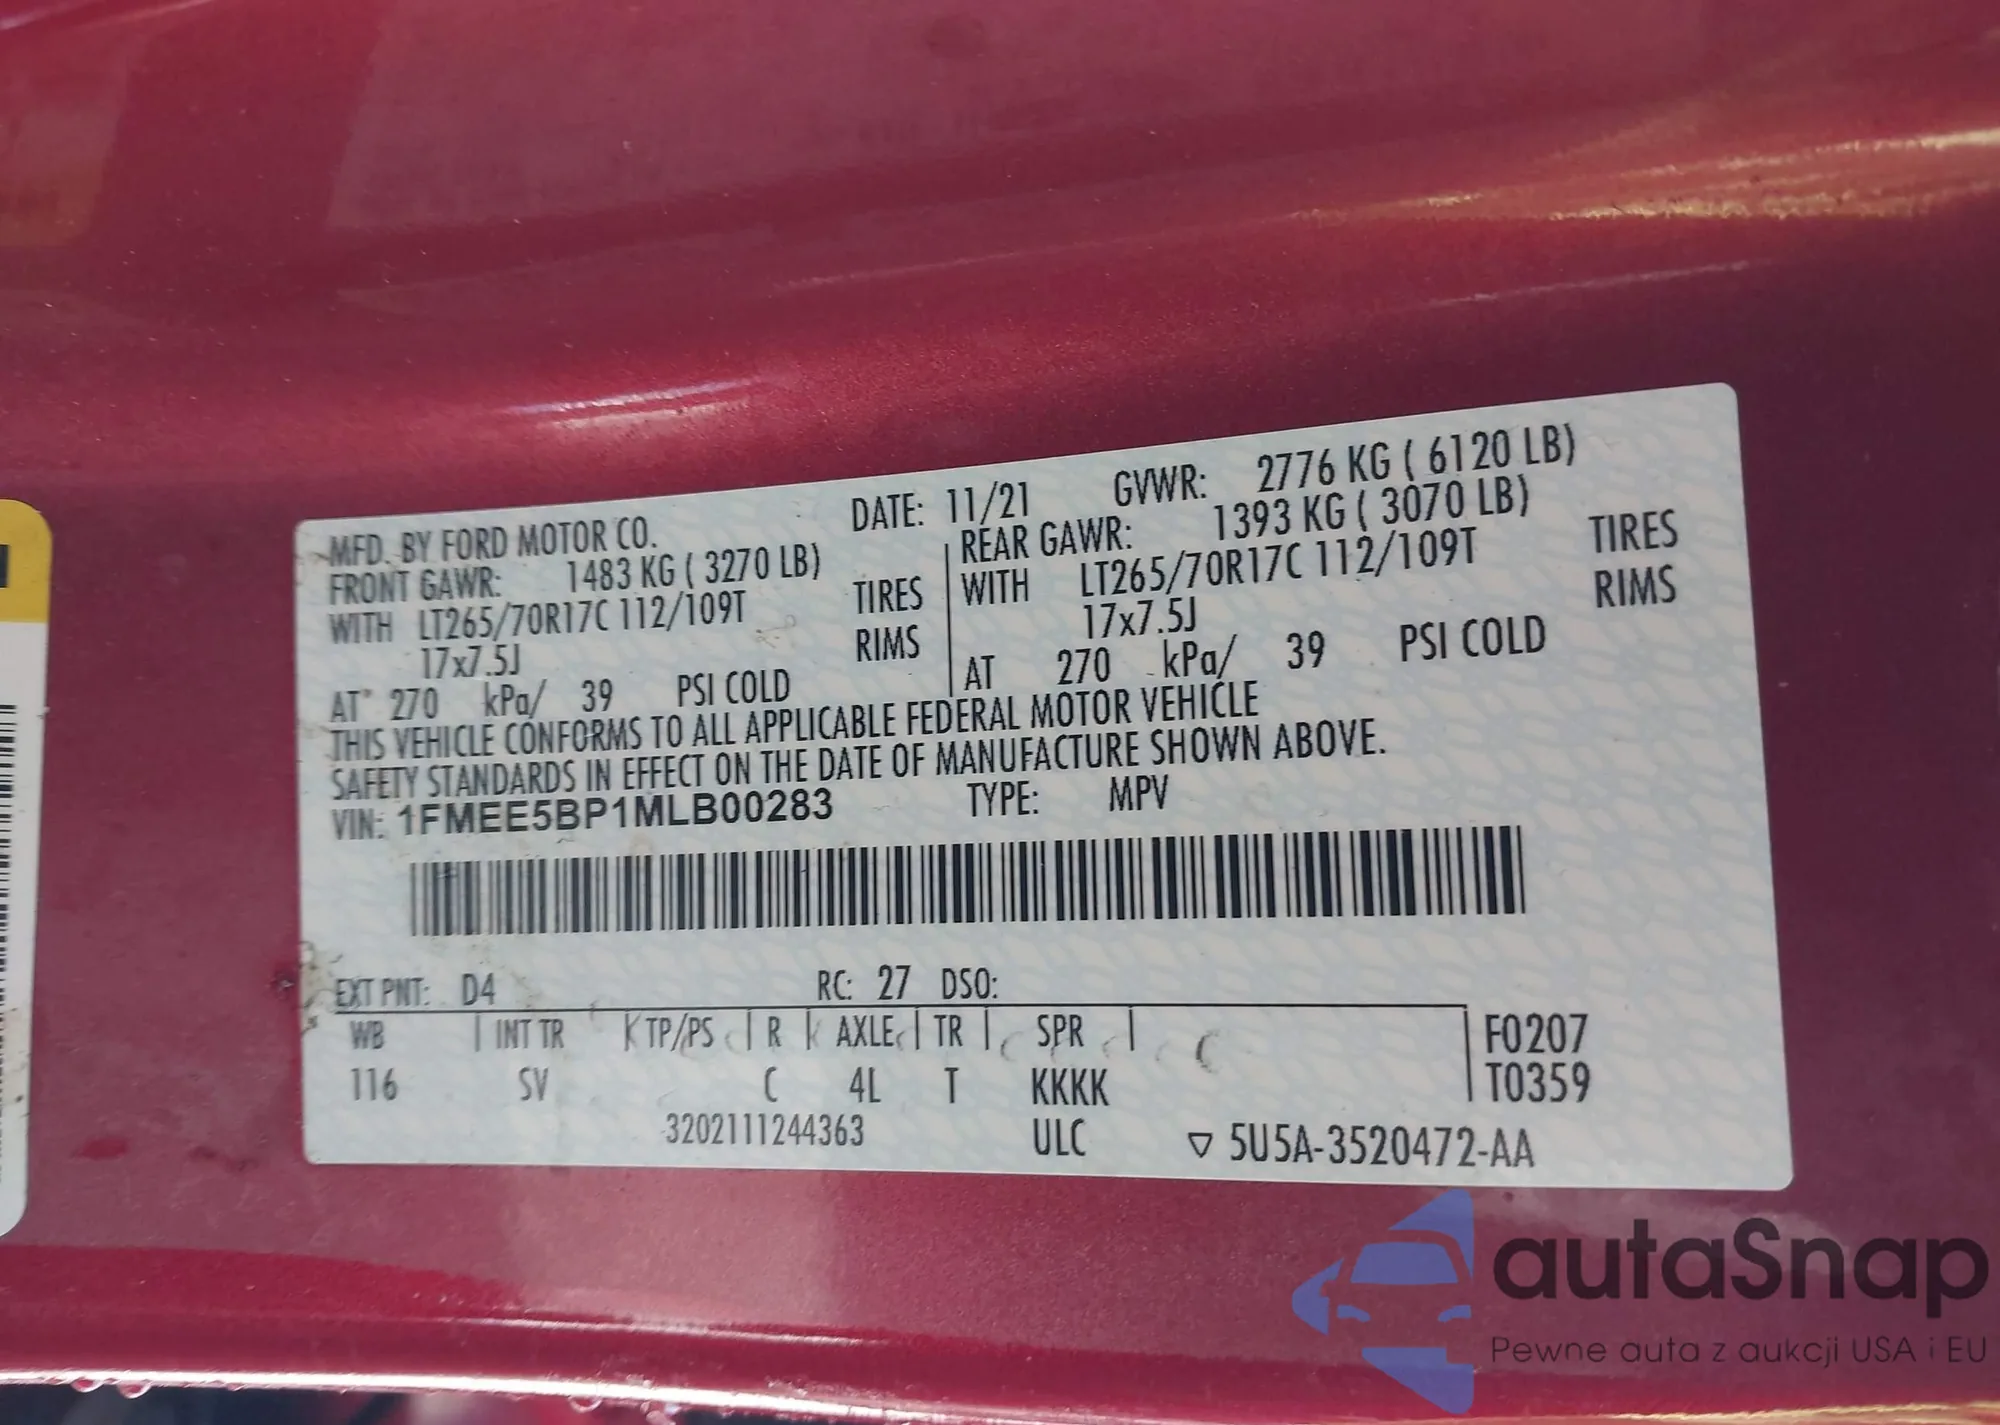 MFD. BY FORD MOTOR CO. DATE: 11/21 GVWR: 2776 KG ( 6120 LB)
FRONT GAWR: 1483 KG ( 3270 LB) REAR GAWR: 1393 KG ( 3070 LB)
WITH LT265/70R17C 112/109T TIRES WITH LT265/70R17C 112/109T TIRES
17x7.5J RIMS 17x7.5J RIMS
AT 270 kPa/ 39 PSI COLD AT 270 kPa/ 39 PSI COLD
THIS VEHICLE CONFORMS TO ALL APPLICABLE FEDERAL MOTOR VEHICLE
SAFETY STANDARDS IN EFFECT ON THE DATE OF MANUFACTURE SHOWN ABOVE.
VIN: 1FMEE5BP1MLB00283 TYPE: MPV
EXT PNT: D4 RC: 27 DSO:
WB INT TR TP/PS R AXLE TR SPR F0207
116 SV C 4L T KKKK T0359
3202111244363 ULC ▽ 5U5A-3520472-AA
autaSnap
Pewne auta z aukcji USA i EU